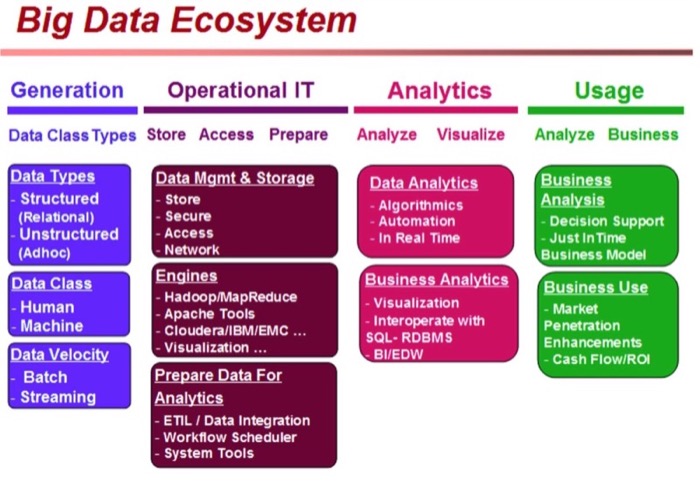 Big Data Ecosystem
Generation
Operational IT
Analytics
Usage
Data Class Types
Store Access Prepare
Analyze Visualize
Analyze Business
Data Types
- Structured
(Relational)
- Unstructured
(Adhoc)
Data Class
- Human
- Machine
Data Velocity
- Batch
- Streaming
Data Mgmt & Storage
- Store
- Secure
- Access
- Network
Engines
- Hadoop/MapReduce
- Apache Tools
- Cloudera/IBM/EMC ...
- Visualization ...
Prepare Data For
Analytics
- ETIL / Data Integration
- Workflow Scheduler
- System Tools
Data Analytics
- Algorithmics
- Automation
- In Real Time
Business Analytics
- Visualization
- Interoperate with
SQL- RDBMS
- BI/EDW
Business
Analysis
- Decision Support
- Just In Time
Business Model
Business Use
- Market
Penetration
Enhancements
- Cash Flow/ROI